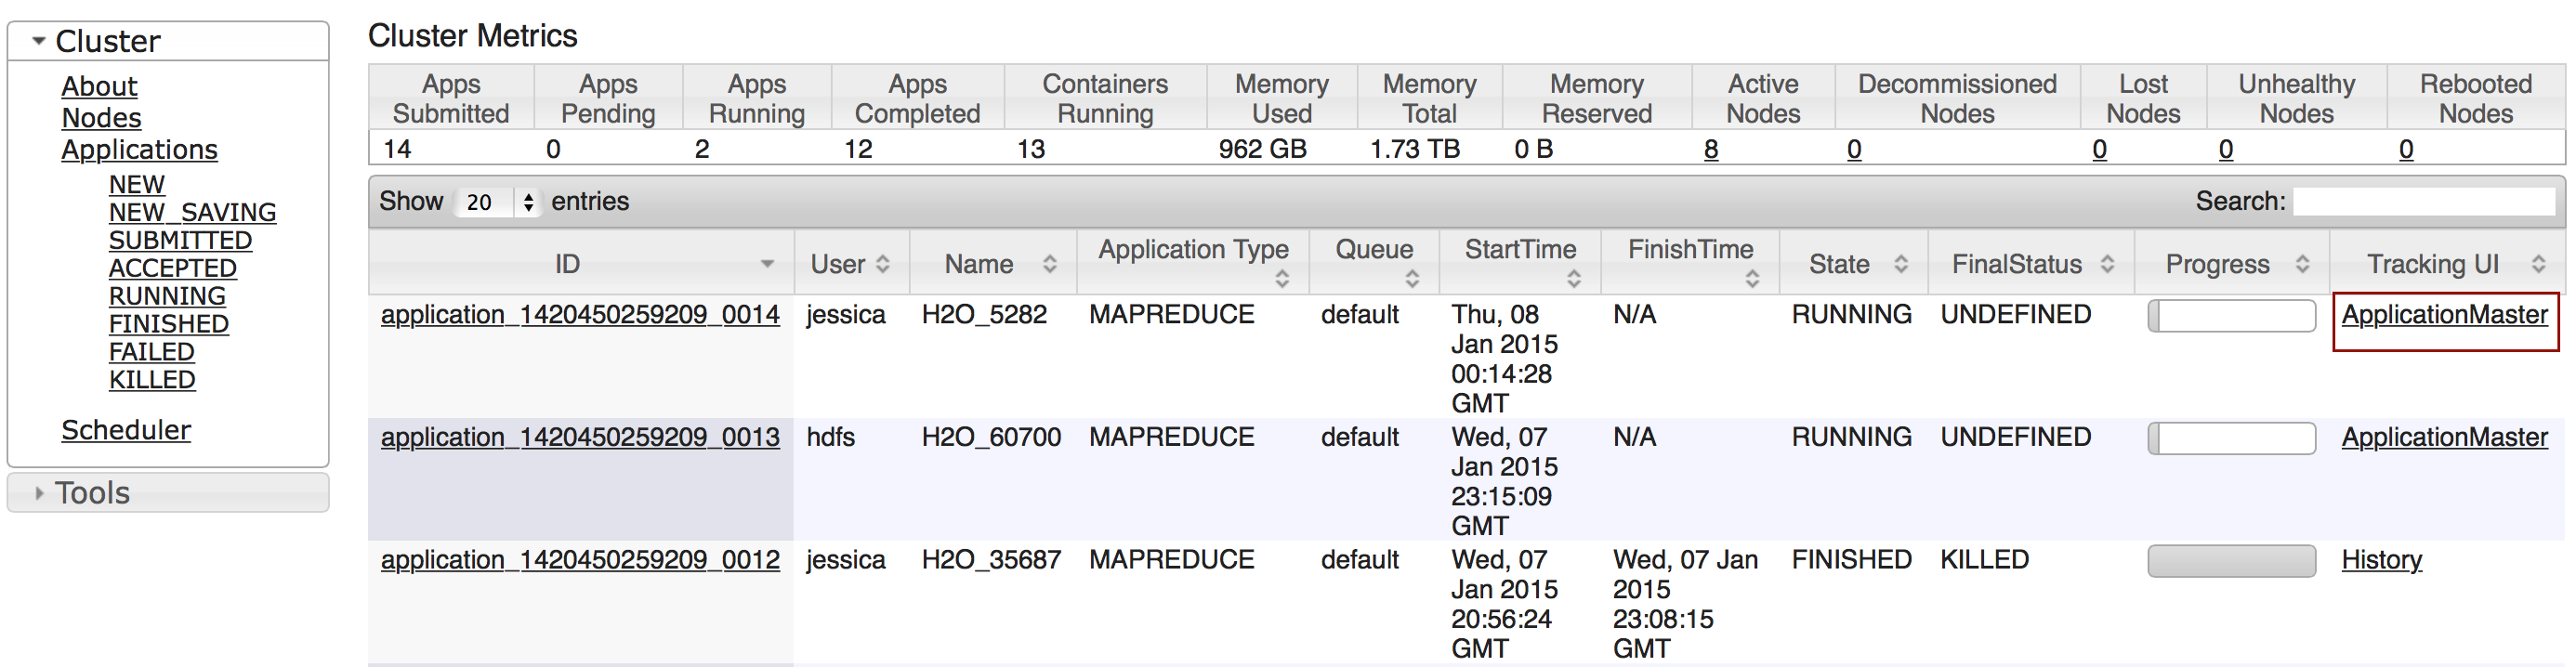 Cluster
About
Nodes
Applications
NEW
NEW_SAVING
SUBMITTED
ACCEPTED
RUNNING
FINISHED
FAILED
KILLED
Scheduler
Tools
Cluster Metrics
Apps Submitted Apps Pending Apps Running Apps Completed Containers Running Memory Used Memory Total Memory Reserved Active Nodes Decommissioned Nodes Lost Nodes Unhealthy Nodes Rebooted Nodes
14 0 2 12 13 962 GB 1.73 TB 0 B 8 0 0 0 0
Show 20 entries Search:
ID User Name Application Type Queue StartTime FinishTime State FinalStatus Progress Tracking UI
application_1420450259209_0014 jessica H2O_5282 MAPREDUCE default Thu, 08 Jan 2015 00:14:28 GMT N/A RUNNING UNDEFINED ApplicationMaster
application_1420450259209_0013 hdfs H2O_60700 MAPREDUCE default Wed, 07 Jan 2015 23:15:09 GMT N/A RUNNING UNDEFINED ApplicationMaster
application_1420450259209_0012 jessica H2O_35687 MAPREDUCE default Wed, 07 Jan 2015 20:56:24 GMT Wed, 07 Jan 2015 23:08:15 GMT FINISHED KILLED History